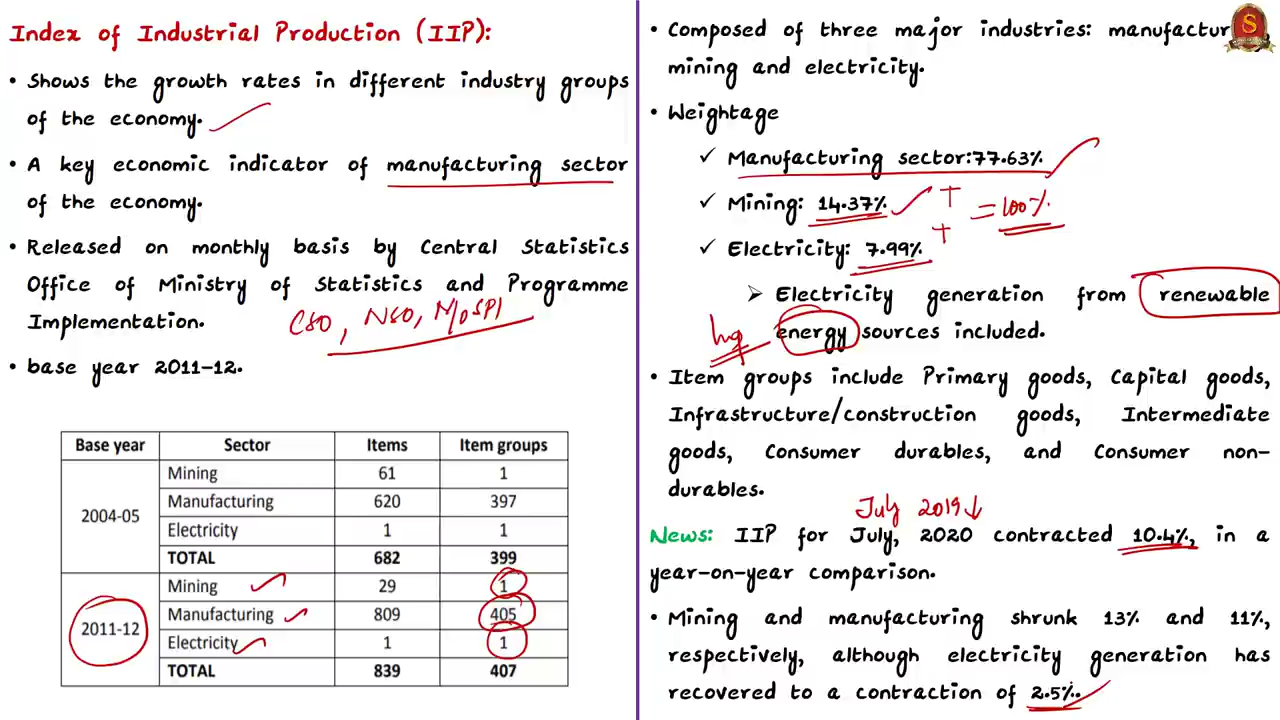 Index of Industrial Production (IIP):
• Shows the growth rates in different industry groups
of the economy.
• A key economic indicator of manufacturing sector
of the economy.
• Released on monthly basis by Central Statistics
Office of Ministry of Statistics and Programme
Implementation.
CSO, NSO, M/oSPI
• base year 2011-12.
Base year Sector Items Item groups
2004-05
Mining 61 1
Manufacturing 620 397
Electricity 1 1
TOTAL 682 399
2011-12
Mining 29 1
Manufacturing 809 405
Electricity 1 1
TOTAL 839 407
• Composed of three major industries: manufactur
mining and electricity.
• Weightage
✓ Manufacturing sector:77.63%
✓ Mining: 14.37% + = 100%
✓ Electricity: 7.99% +
➤ Electricity generation from renewable
energy sources included.
• Item groups include Primary goods, Capital goods,
Infrastructure/construction goods, Intermediate
goods, Consumer durables, and Consumer non-
durables.
July 2019↓
News: IIP for July, 2020 contracted 10.4%, in a
year-on-year comparison.
• Mining and manufacturing shrunk 13% and 11%,
respectively, although electricity generation has
recovered to a contraction of 2.5%.
S